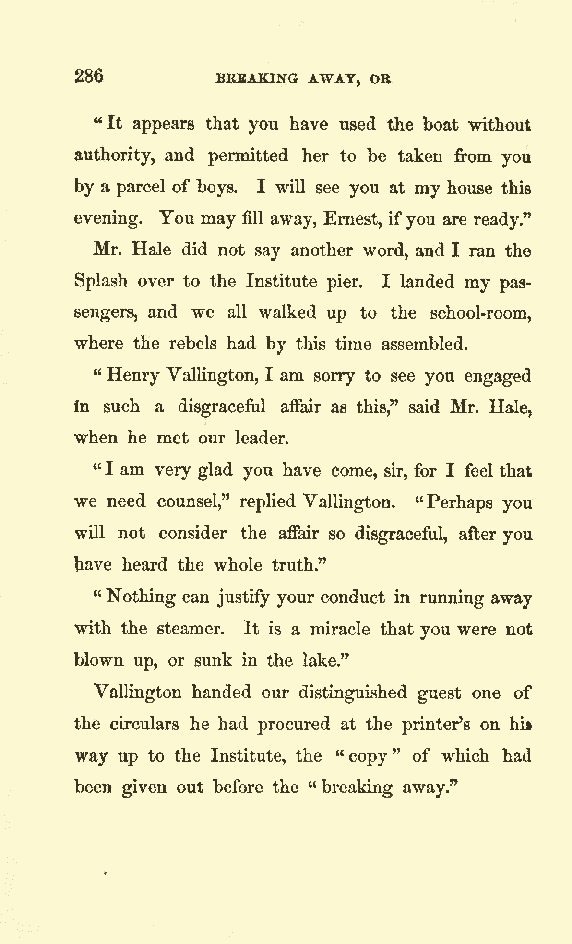 286 BREAKING AWAY, OR
“It appears that you have used the boat without
authority, and permitted her to be taken from you
by a parcel of boys. I will see you at my house this
evening. You may fill away, Ernest, if you are ready.”
Mr. Hale did not say another word, and I ran the
Splash over to the Institute pier. I landed my pas-
sengers, and we all walked up to the school-room,
where the rebels had by this time assembled.
“Henry Vallington, I am sorry to see you engaged
in such a disgraceful affair as this,” said Mr. Hale,
when he met our leader.
“I am very glad you have come, sir, for I feel that
we need counsel,” replied Vallington. “Perhaps you
will not consider the affair so disgraceful, after you
have heard the whole truth.”
“Nothing can justify your conduct in running away
with the steamer. It is a miracle that you were not
blown up, or sunk in the lake.”
Vallington handed our distinguished guest one of
the circulars he had procured at the printer’s on his
way up to the Institute, the “copy” of which had
been given out before the “breaking away.”